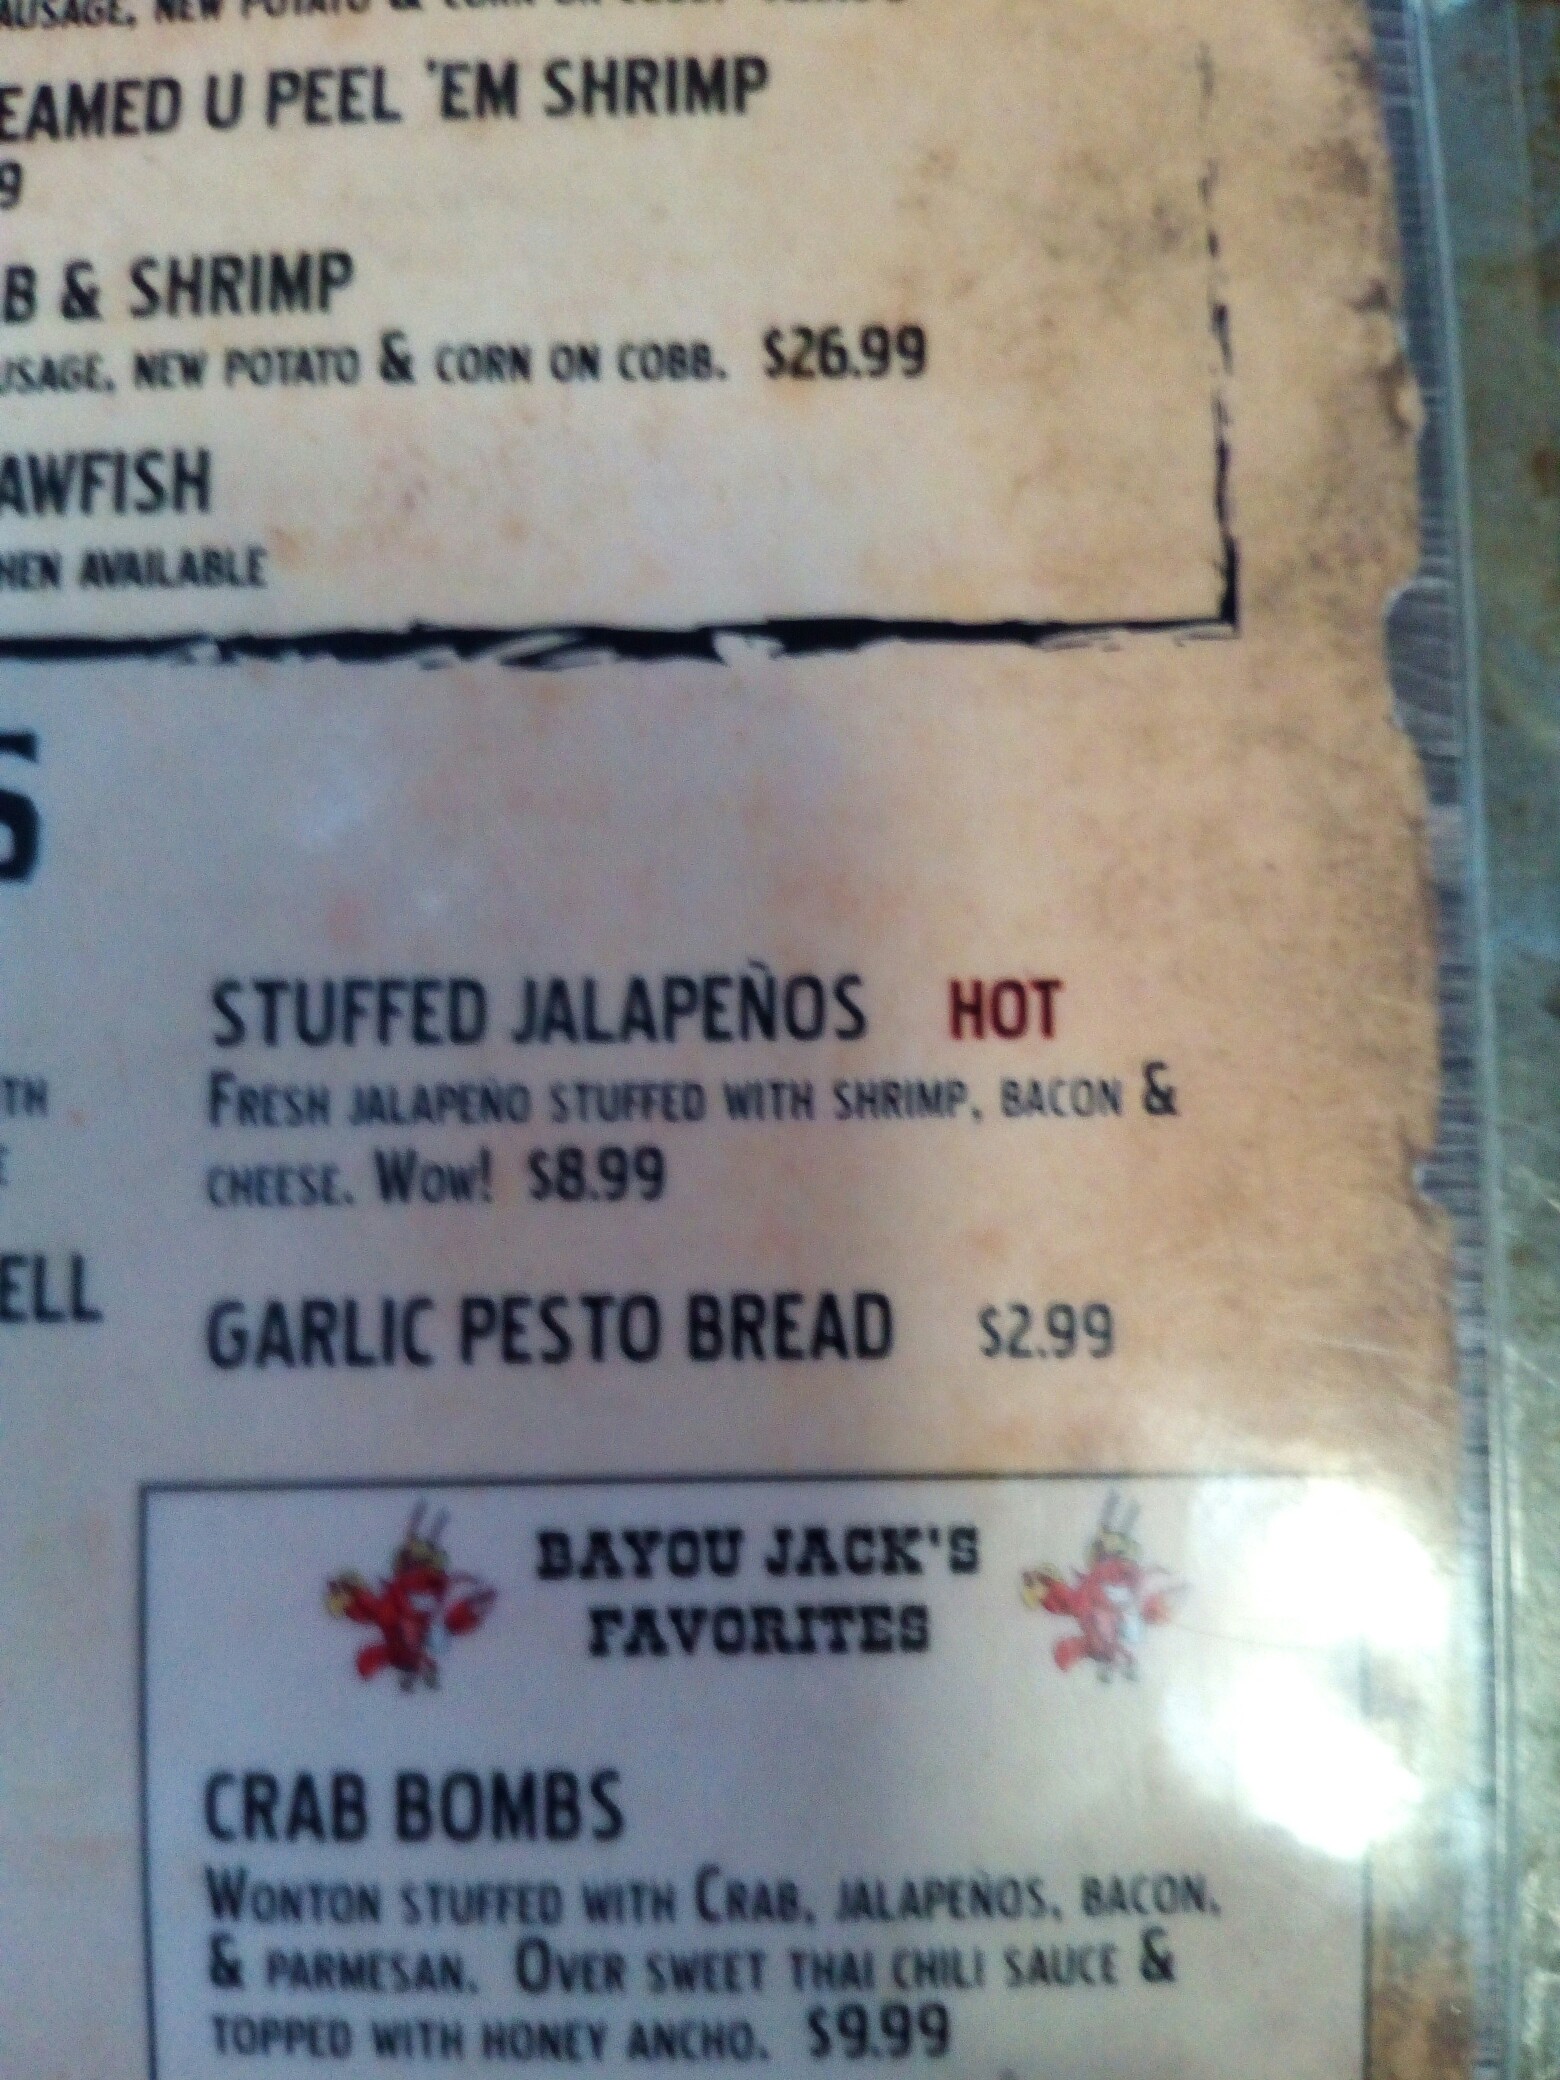 EAMED U PEEL 'EM SHRIMP
9
B & SHRIMP
USAGE, NEW POTATO & CORN ON COBB. $26.99
AWFISH
HEN AVAILABLE
S
STUFFED JALAPEÑOS HOT
FRESH JALAPEÑO STUFFED WITH SHRIMP, BACON &
CHEESE. WOW! $8.99
TH
E
ELL
GARLIC PESTO BREAD $2.99
BAYOU JACK'S
FAVORITES
CRAB BOMBS
WONTON STUFFED WITH CRAB, JALAPEÑOS, BACON,
& PARMESAN. OVER SWEET THAI CHILI SAUCE &
TOPPED WITH HONEY ANCHO. $9.99